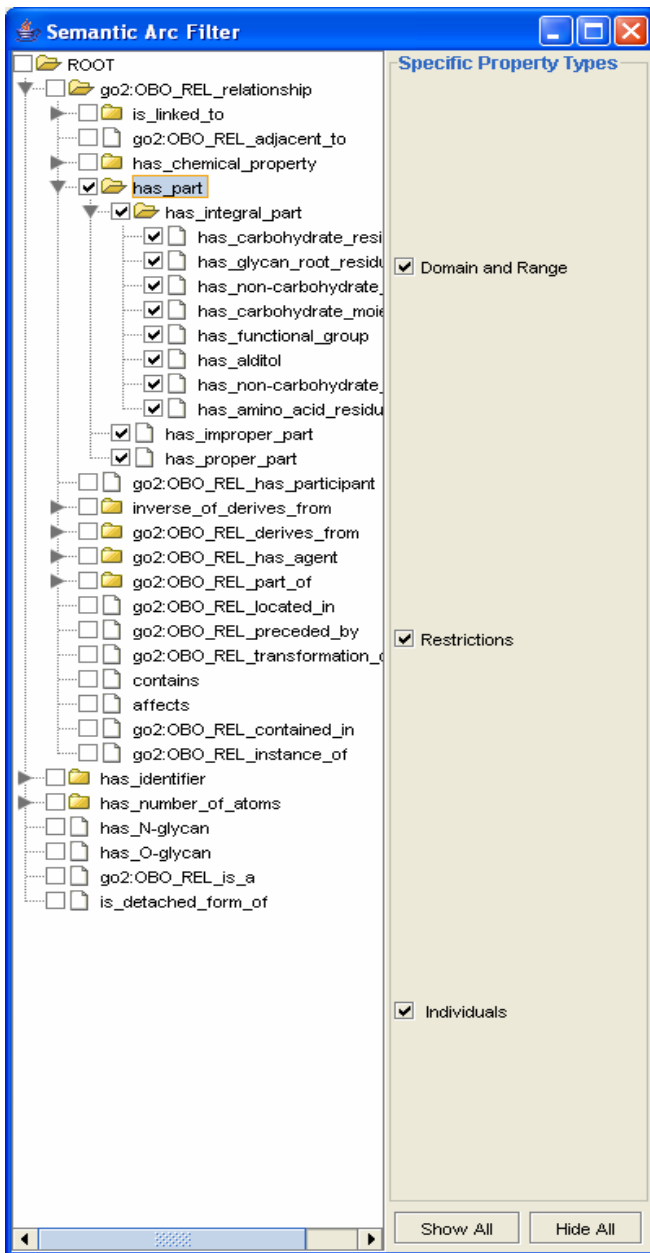 Semantic Arc Filter
ROOT
go2:OBO_REL_relationship
is_linked_to
go2:OBO_REL_adjacent_to
has_chemical_property
has_part
has_integral_part
has_carbohydrate_resi
has_glycan_root_residu
has_non-carbohydrate_
has_carbohydrate_moie
has_functional_group
has_alditol
has_non-carbohydrate_
has_amino_acid_residu
has_improper_part
has_proper_part
go2:OBO_REL_has_participant
inverse_of_derives_from
go2:OBO_REL_derives_from
go2:OBO_REL_has_agent
go2:OBO_REL_part_of
go2:OBO_REL_located_in
go2:OBO_REL_preceded_by
go2:OBO_REL_transformation_o
contains
affects
go2:OBO_REL_contained_in
go2:OBO_REL_instance_of
has_identifier
has_number_of_atoms
has_N-glycan
has_O-glycan
go2:OBO_REL_is_a
is_detached_form_of
Specific Property Types
Domain and Range
Restrictions
Individuals
Show All
Hide All